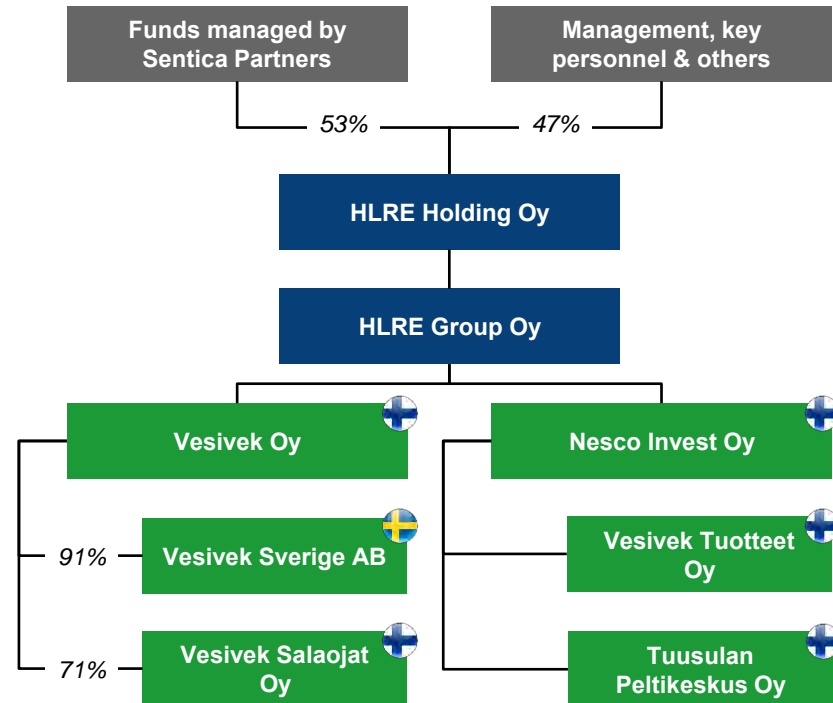 Funds managed by
Sentica Partners
Management, key
personnel & others
53%
47%
HLRE Holding Oy
HLRE Group Oy
Vesivek Oy
Nesco Invest Oy
91%
Vesivek Sverige AB
Vesivek Tuotteet
Oy
71%
Vesivek Salaojat
Oy
Tuusulan
Peltikeskus Oy